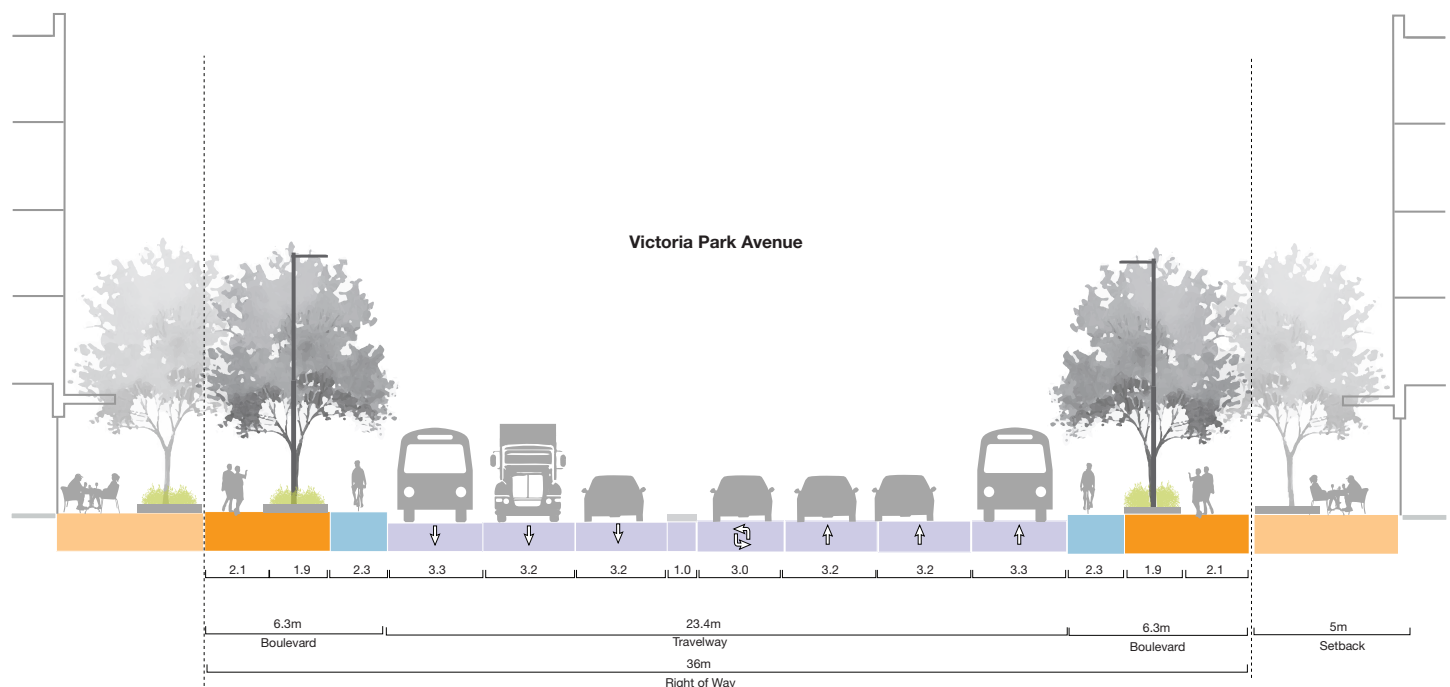 Victoria Park Avenue
2.1 1.9 2.3 3.3 3.2 3.2 1.0 3.0 3.2 3.2 3.3 2.3 1.9 2.1
6.3m 23.4m 6.3m 5m
Boulevard Travelway Boulevard Setback
36m
Right of Way